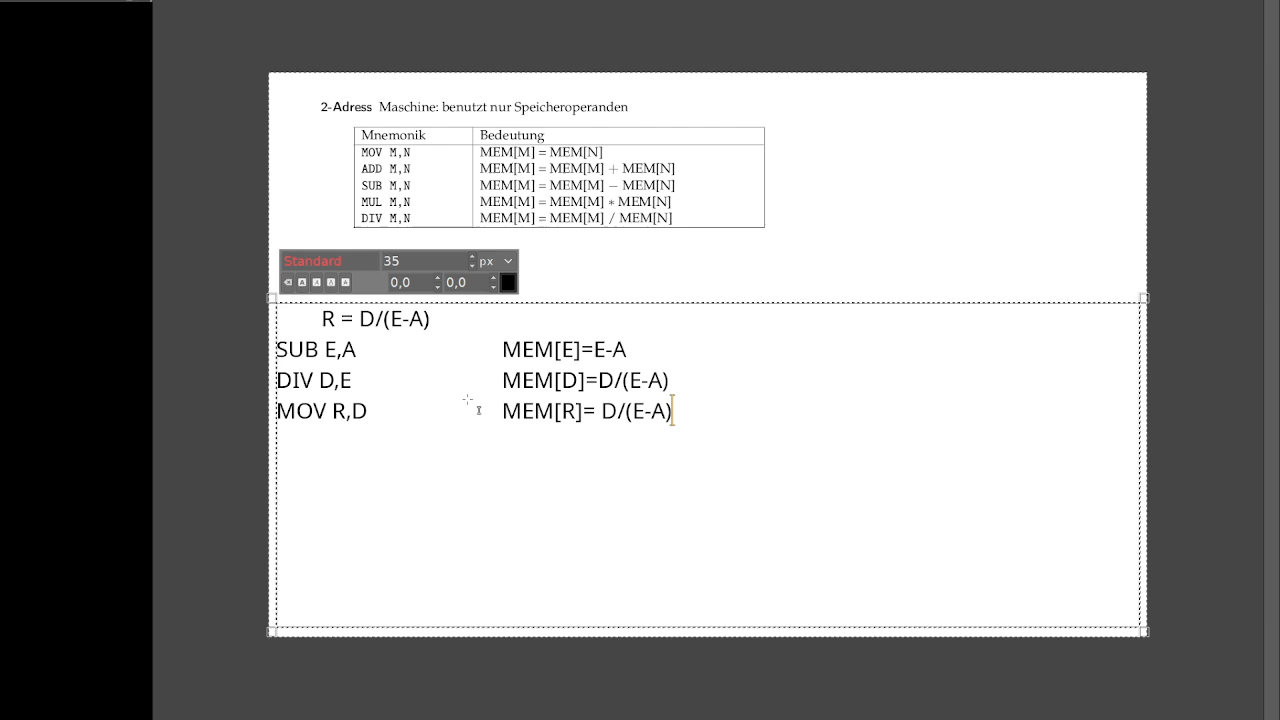 2-Adress Maschine: benutzt nur Speicheroperanden
Mnemonik Bedeutung
MOV M,N MEM[M] = MEM[N]
ADD M,N MEM[M] = MEM[M] + MEM[N]
SUB M,N MEM[M] = MEM[M] − MEM[N]
MUL M,N MEM[M] = MEM[M] ∗ MEM[N]
DIV M,N MEM[M] = MEM[M] / MEM[N]
Standard 35 px
0,0 0,0
R = D/(E-A)
SUB E,A MEM[E]=E-A
DIV D,E MEM[D]=D/(E-A)
MOV R,D MEM[R]= D/(E-A)